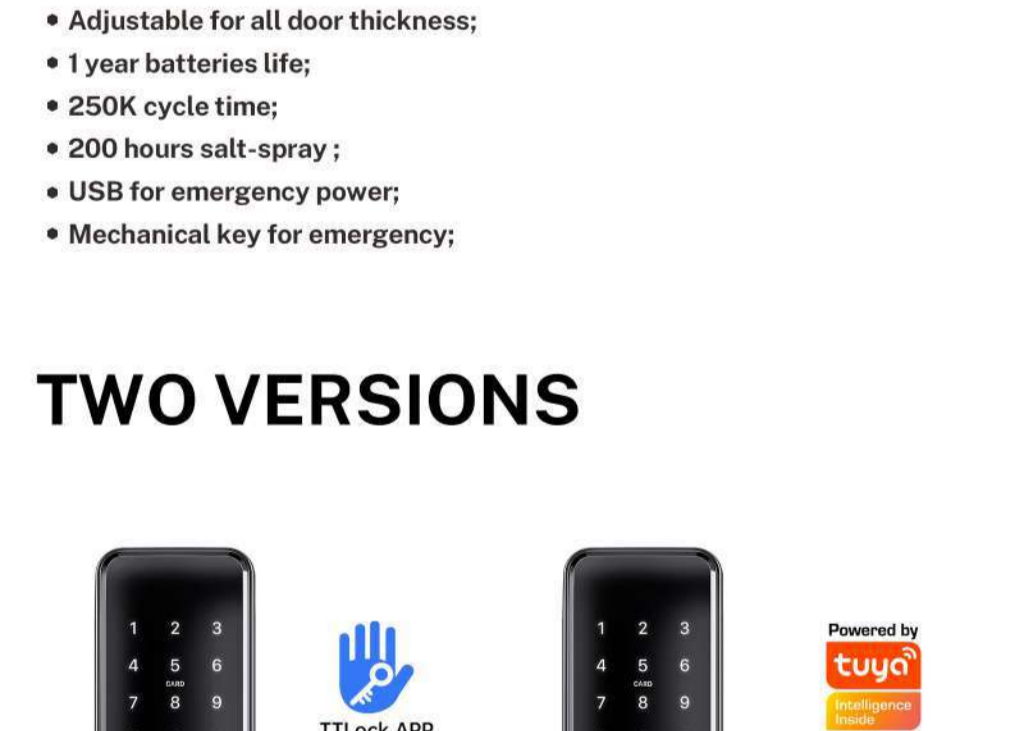 Adjustable for all door thickness;
1 year batteries life;
250K cycle time;
200 hours salt-spray ;
USB for emergency power;
Mechanical key for emergency;
TWO VERSIONS
1 2 3
4 5 6
CARD
7 8 9
TTLock APP
1 2 3
4 5 6
CARD
7 8 9
Powered by
tuya
Intelligence
Inside